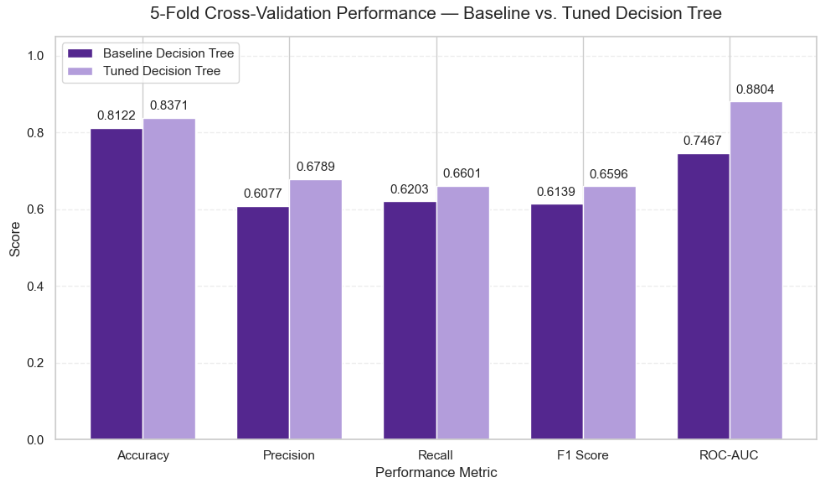 5-Fold Cross-Validation Performance — Baseline vs. Tuned Decision Tree
Baseline Decision Tree
Tuned Decision Tree
Score
1.0
0.8
0.6
0.4
0.2
0.0
0.8122
0.8371
0.6077
0.6789
0.6203
0.6601
0.6139
0.6596
0.7467
0.8804
Accuracy
Precision
Recall
F1 Score
ROC-AUC
Performance Metric